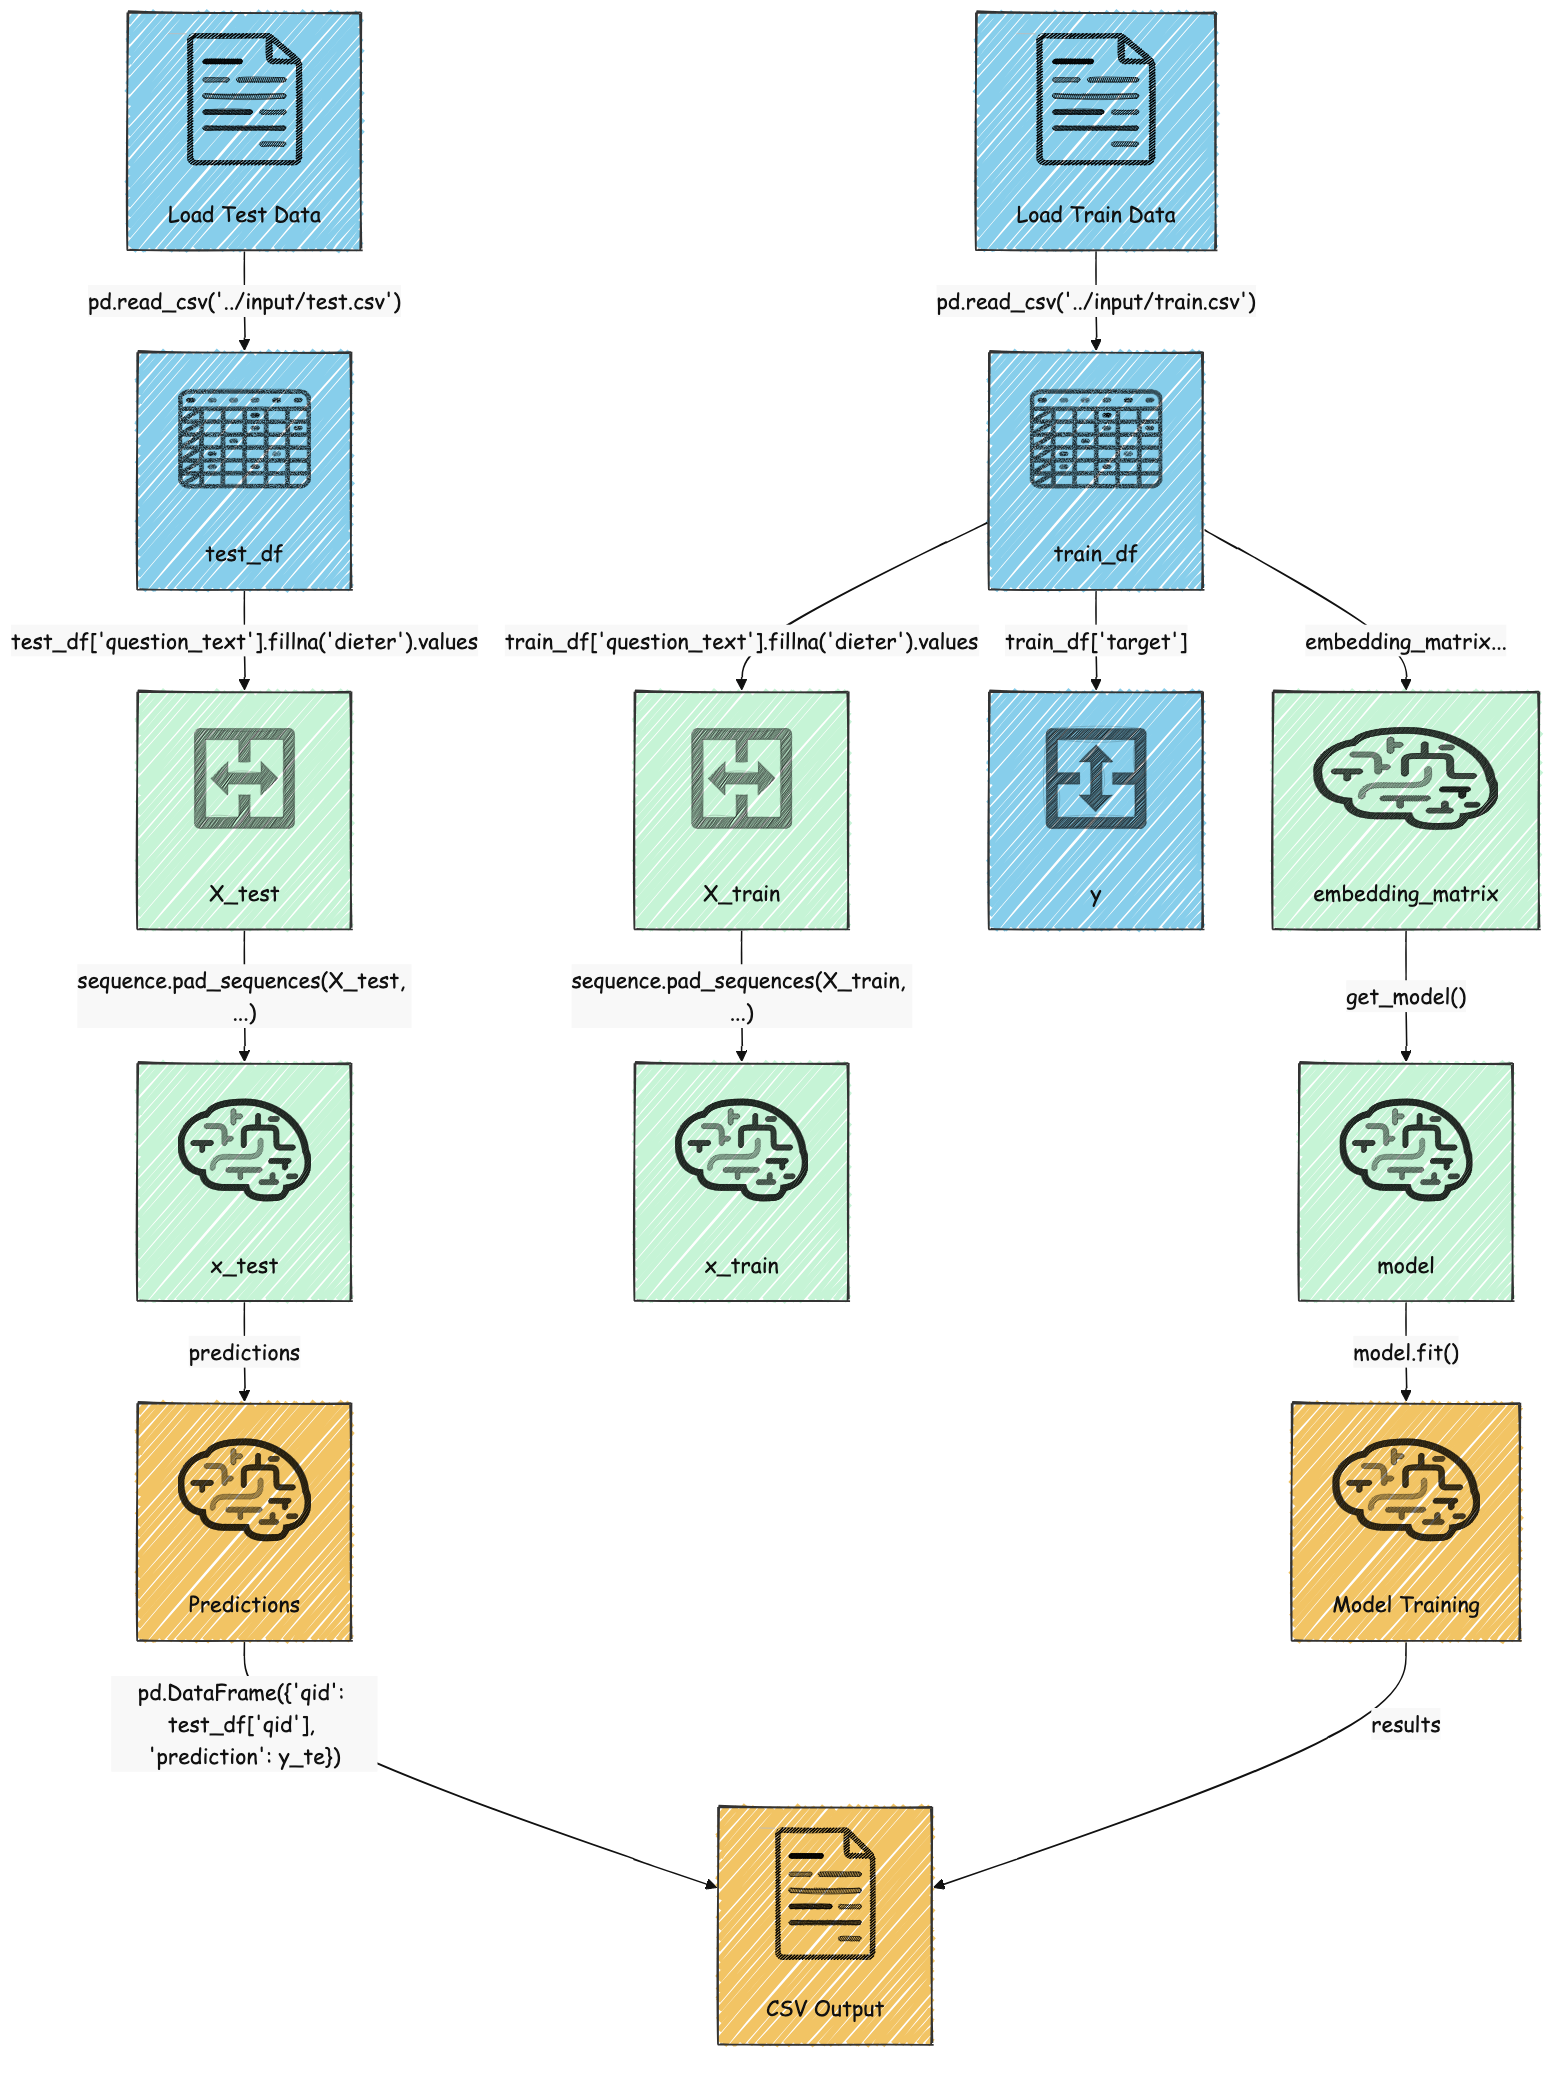 Load Test Data
Load Train Data
pd.read_csv('../input/test.csv')
pd.read_csv('../input/train.csv')
test_df
train_df
test_df['question_text'].fillna('dieter').values
train_df['question_text'].fillna('dieter').values
train_df['target']
embedding_matrix...
X_test
X_train
y
embedding_matrix
sequence.pad_sequences(X_test,
...)
sequence.pad_sequences(X_train,
...)
get_model()
x_test
x_train
model
predictions
model.fit()
Predictions
Model Training
pd.DataFrame({'qid':
test_df['qid'],
'prediction': y_te})
results
CSV Output